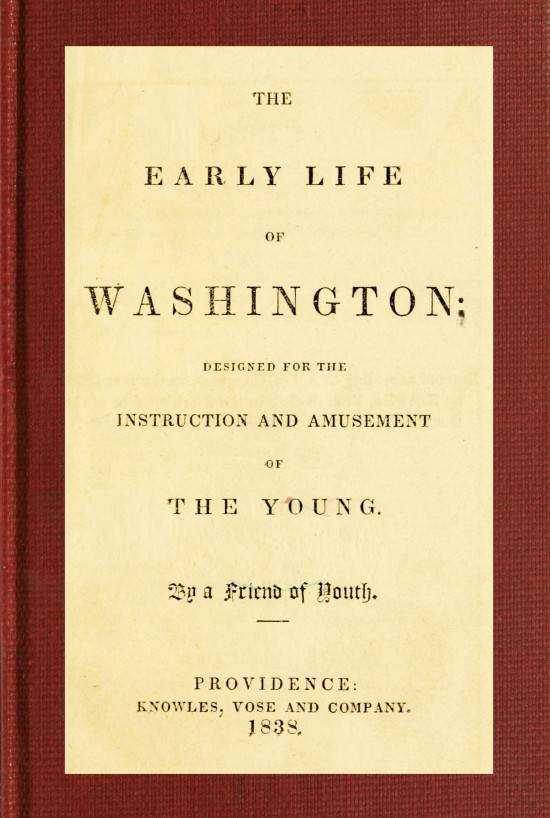 THE
EARLY LIFE
OF
WASHINGTON;
DESIGNED FOR THE
INSTRUCTION AND AMUSEMENT
OF
THE YOUNG.
By a Friend of Youth.
PROVIDENCE:
KNOWLES, VOSE AND COMPANY.
1838.